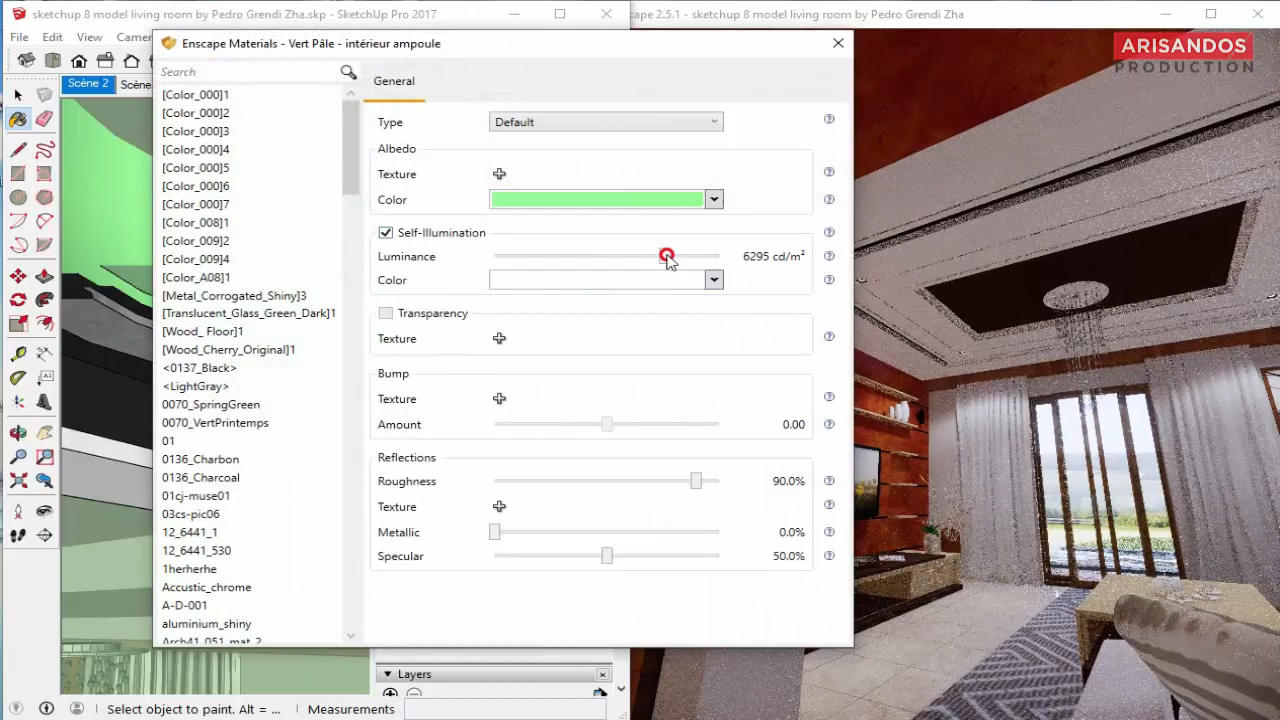 sketchup 8 model living room by Pedro Grendi Zha.skp - SketchUp Pro 2017
cape 2.5.1 - sketchup 8 model living room by Pedro Grendi Zha
File Edit View Camer
ARISANDOS
PRODUCTION
Enscape Materials - Vert Pâle - intérieur ampoule
Scène 2 Scène
Search
General
[Color_000]1
[Color_000]2
[Color_000]3
[Color_000]4
[Color_000]5
[Color_000]6
[Color_000]7
[Color_008]1
[Color_009]2
[Color_009]4
[Color_A08]1
[Metal_Corrogated_Shiny]3
[Translucent_Glass_Green_Dark]1
[Wood_ Floor]1
[Wood_Cherry_Original]1
<0137_Black>
<LightGray>
0070_SpringGreen
0070_VertPrintemps
01
0136_Charbon
0136_Charcoal
01cj-muse01
03cs-pic06
12_6441_1
12_6441_530
1herherhe
Accustic_chrome
A-D-001
aluminium_shiny
Arch41_051_mat_2
Type Default
Albedo
Texture
Color
Self-Illumination
Luminance 6295 cd/m²
Color
Transparency
Texture
Bump
Texture
Amount 0.00
Reflections
Roughness 90.0%
Texture
Metallic 0.0%
Specular 50.0%
Layers
Select object to paint. Alt = ... Measurements